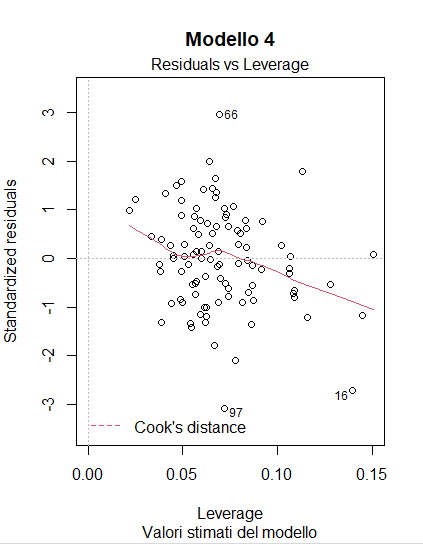 Modello 4
Residuals vs Leverage
Standardized residuals
3
2
1
0
-1
-2
-3
66
16
97
Cook's distance
0.00 0.05 0.10 0.15
Leverage
Valori stimati del modello